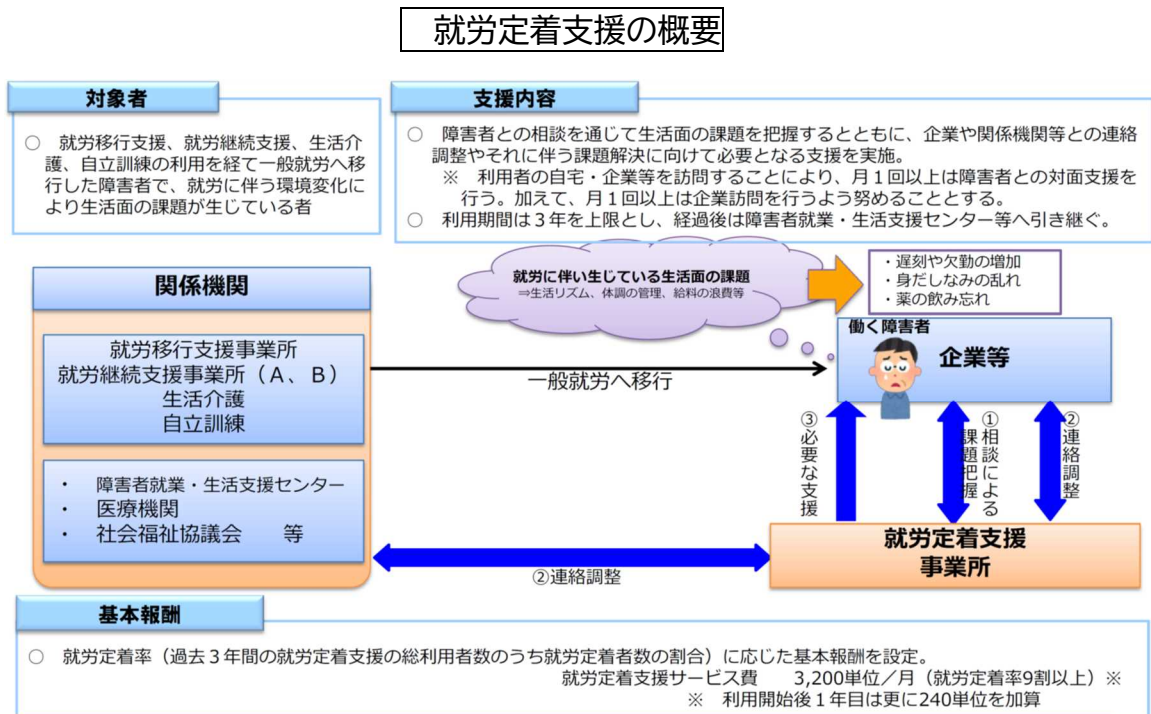 就労定着支援の概要
対象者
○ 就労移行支援、就労継続支援、生活介
護、自立訓練の利用を経て一般就労へ移
行した障害者で、就労に伴う環境変化に
より生活面の課題が生じている者
支援内容
○ 障害者との相談を通じて生活面の課題を把握するとともに、企業や関係機関等との連絡
調整やそれに伴う課題解決に向けて必要となる支援を実施。
※ 利用者の自宅・企業等を訪問することにより、月1回以上は障害者との対面支援を
行う。加えて、月1回以上は企業訪問を行うよう努めることとする。
○ 利用期間は3年を上限とし、経過後は障害者就業・生活支援センター等へ引き継ぐ。
就労に伴い生じている生活面の課題
⇒生活リズム、体調の管理、給料の浪費等
・遅刻や欠勤の増加
・身だしなみの乱れ
・薬の飲み忘れ
関係機関
就労移行支援事業所
就労継続支援事業所(A、B)
生活介護
自立訓練
・ 障害者就業・生活支援センター
・ 医療機関
・ 社会福祉協議会 等
一般就労へ移行
働く障害者
企業等
③必要な支援
①相談による
課題把握
②連絡調整
就労定着支援
事業所
②連絡調整
基本報酬
○ 就労定着率(過去3年間の就労定着支援の総利用者数のうち就労定着者数の割合)に応じた基本報酬を設定。
就労定着支援サービス費 3,200単位/月(就労定着率9割以上)※
※ 利用開始後1年目は更に240単位を加算